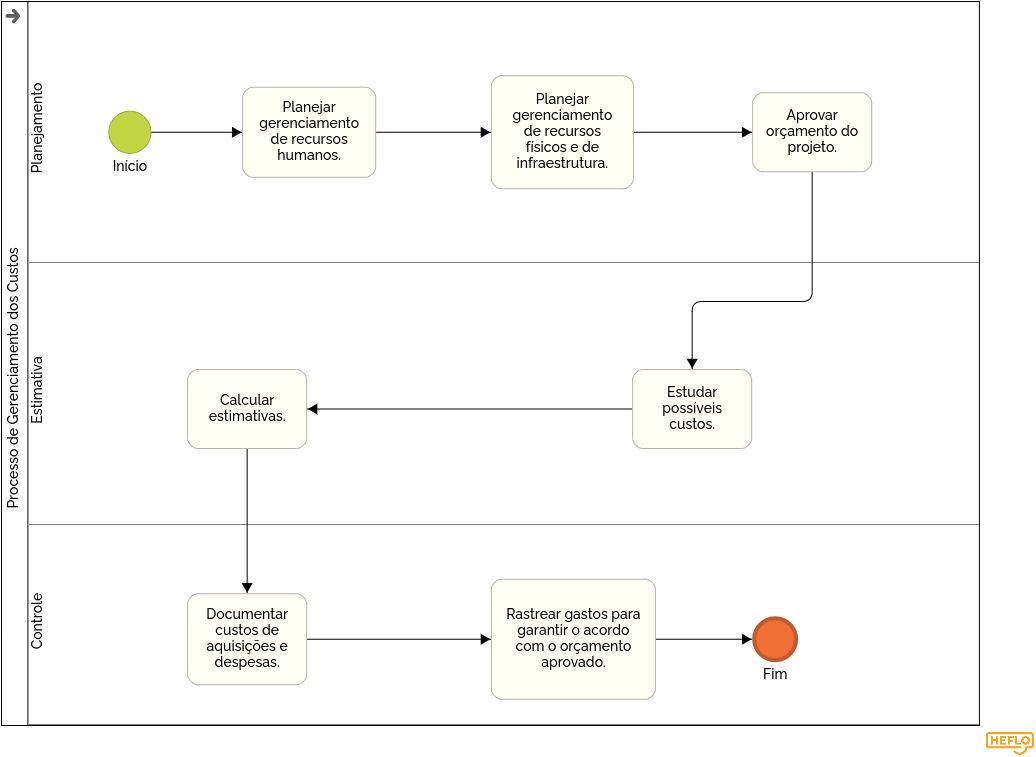 Processo de Gerenciamento dos Custos
Planejamento
Início
Planejar
gerenciamento
de recursos
humanos.
Planejar
gerenciamento
de recursos
físicos e de
infraestrutura.
Aprovar
orçamento do
projeto.
Estimativa
Calcular
estimativas.
Estudar
possíveis
custos.
Controle
Documentar
custos de
aquisições e
despesas.
Rastrear gastos para
garantir o acordo
com o orçamento
aprovado.
Fim
HEFLO